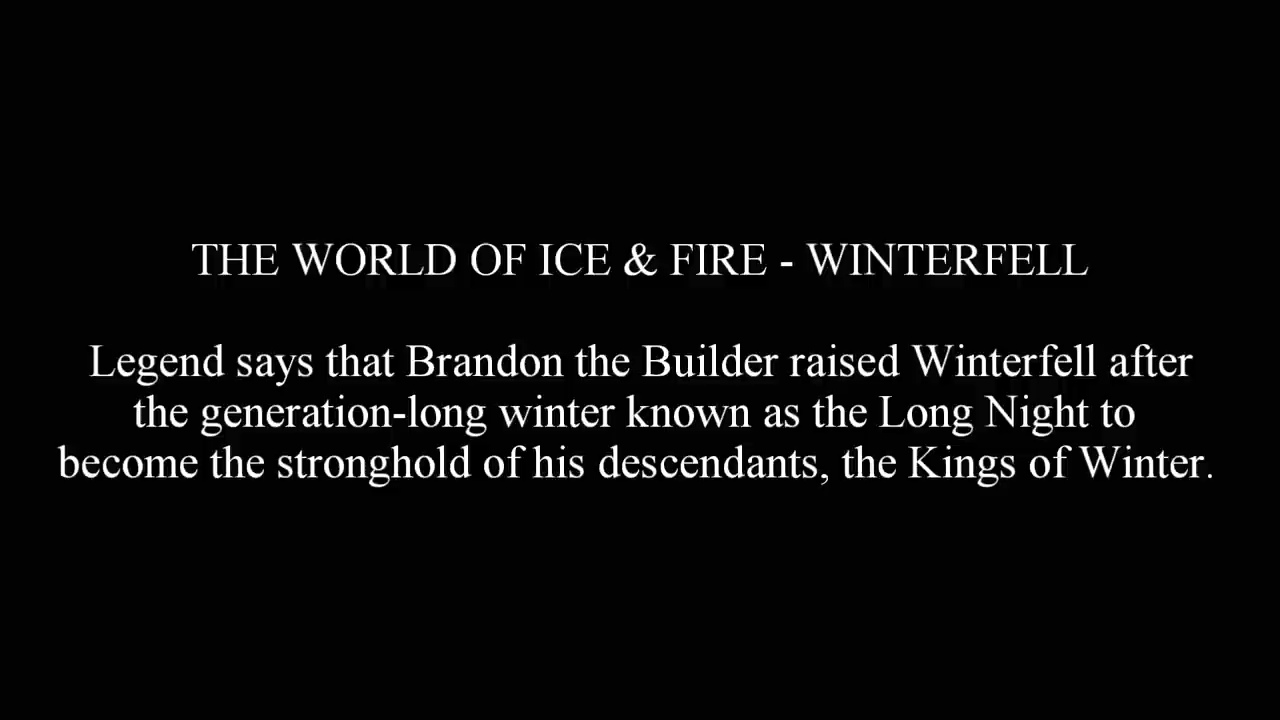 THE WORLD OF ICE & FIRE - WINTERFELL
Legend says that Brandon the Builder raised Winterfell after
the generation-long winter known as the Long Night to
become the stronghold of his descendants, the Kings of Winter.